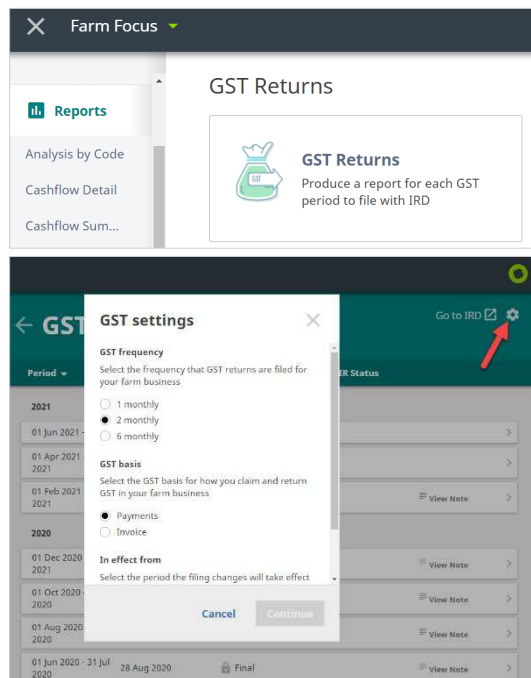 Farm Focus
GST Returns
Reports
GST
GST Returns
Analysis by Code
Produce a report for each GST
period to file with IRD
Cashflow Detail
Cashflow Sum...
GST
Go to IRD
Period
IR Status
2021
01 Jun 2021 -
01 Apr 2021
2021
01 Feb 2021
2021
View Note
2020
01 Dec 2020
2021
View Note
01 Oct 2020 -
2020
View Note
01 Aug 2020
2020
View Note
01 Jun 2020 - 31 Jul
2020
28 Aug 2020
Final
View Note
GST settings
GST frequency
Select the frequency that GST returns are filed for
your farm business
1 monthly
2 monthly
6 monthly
GST basis
Select the GST basis for how you claim and return
GST in your farm business
Payments
Invoice
In effect from
Select the period the filing changes will take effect
Cancel
Continue